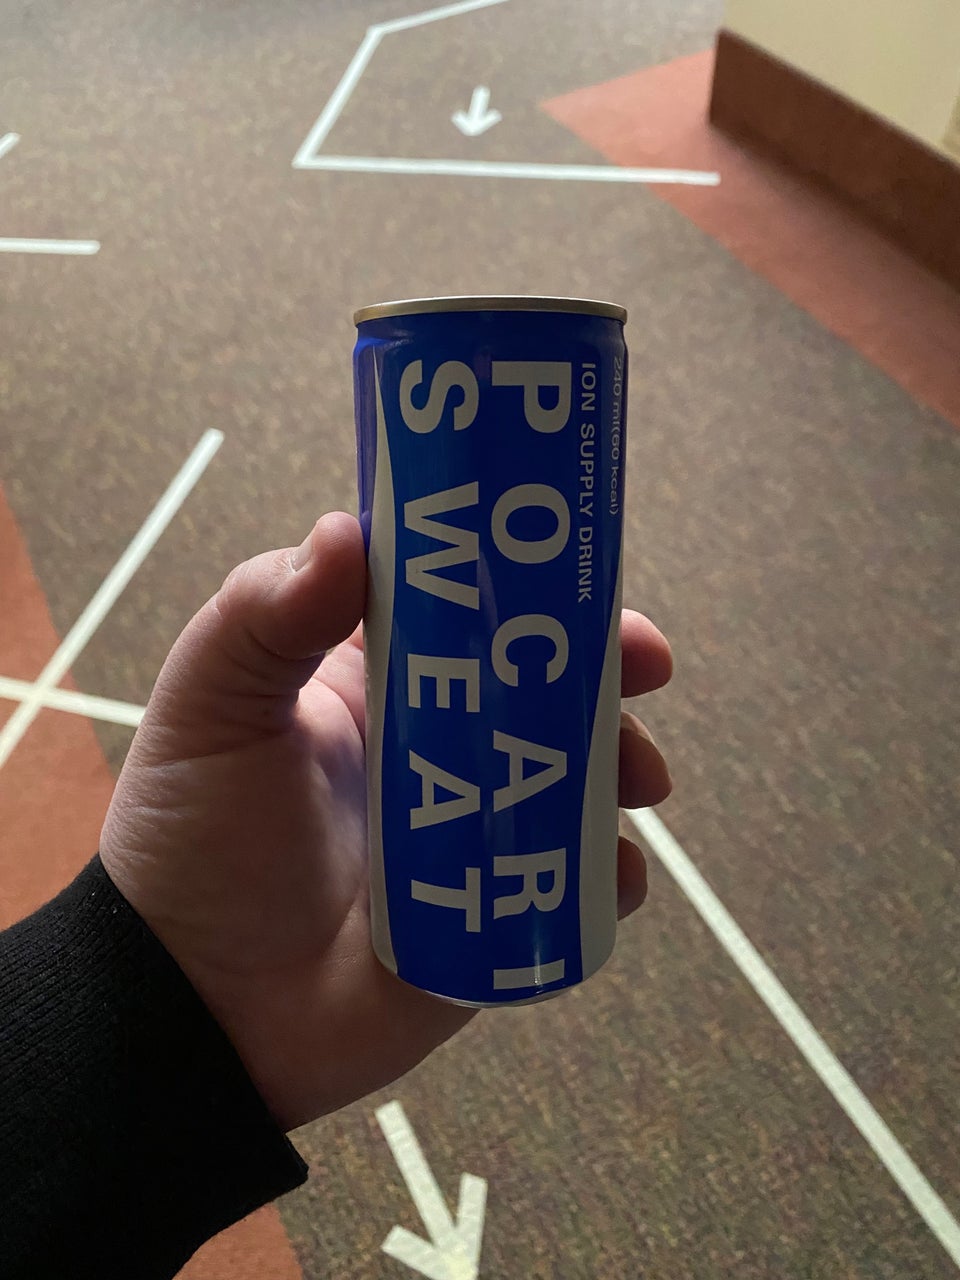 240 ml(60 kcal)
ION SUPPLY DRINK
POCARI
SWEAT